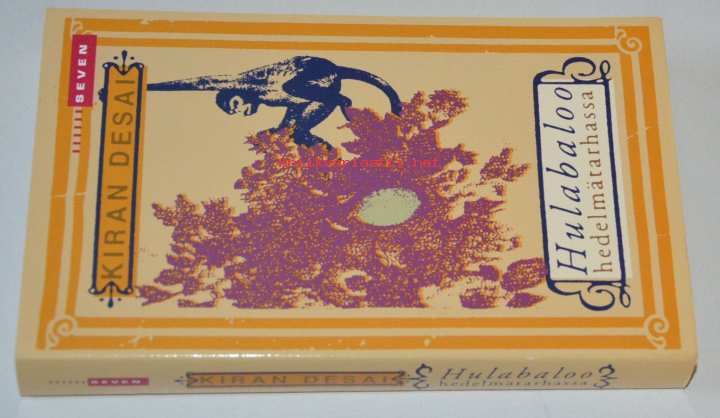 SEVEN
KIRAN DESAI
Hulabaloo
hedelmätarhassa
SEVEN
KIRAN DESAI
Hulabaloo
hedelmätarhassa